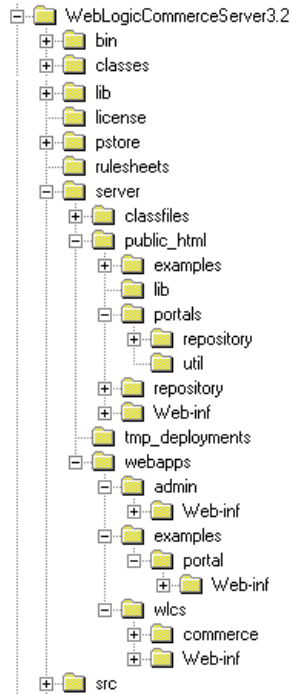 WebLogicCommerceServer3.2
bin
classes
lib
license
pstore
rulesheets
server
classfiles
public_html
examples
lib
portals
repository
util
repository
Web-inf
tmp_deployments
webapps
admin
Web-inf
examples
portal
Web-inf
wlcs
commerce
Web-inf
src